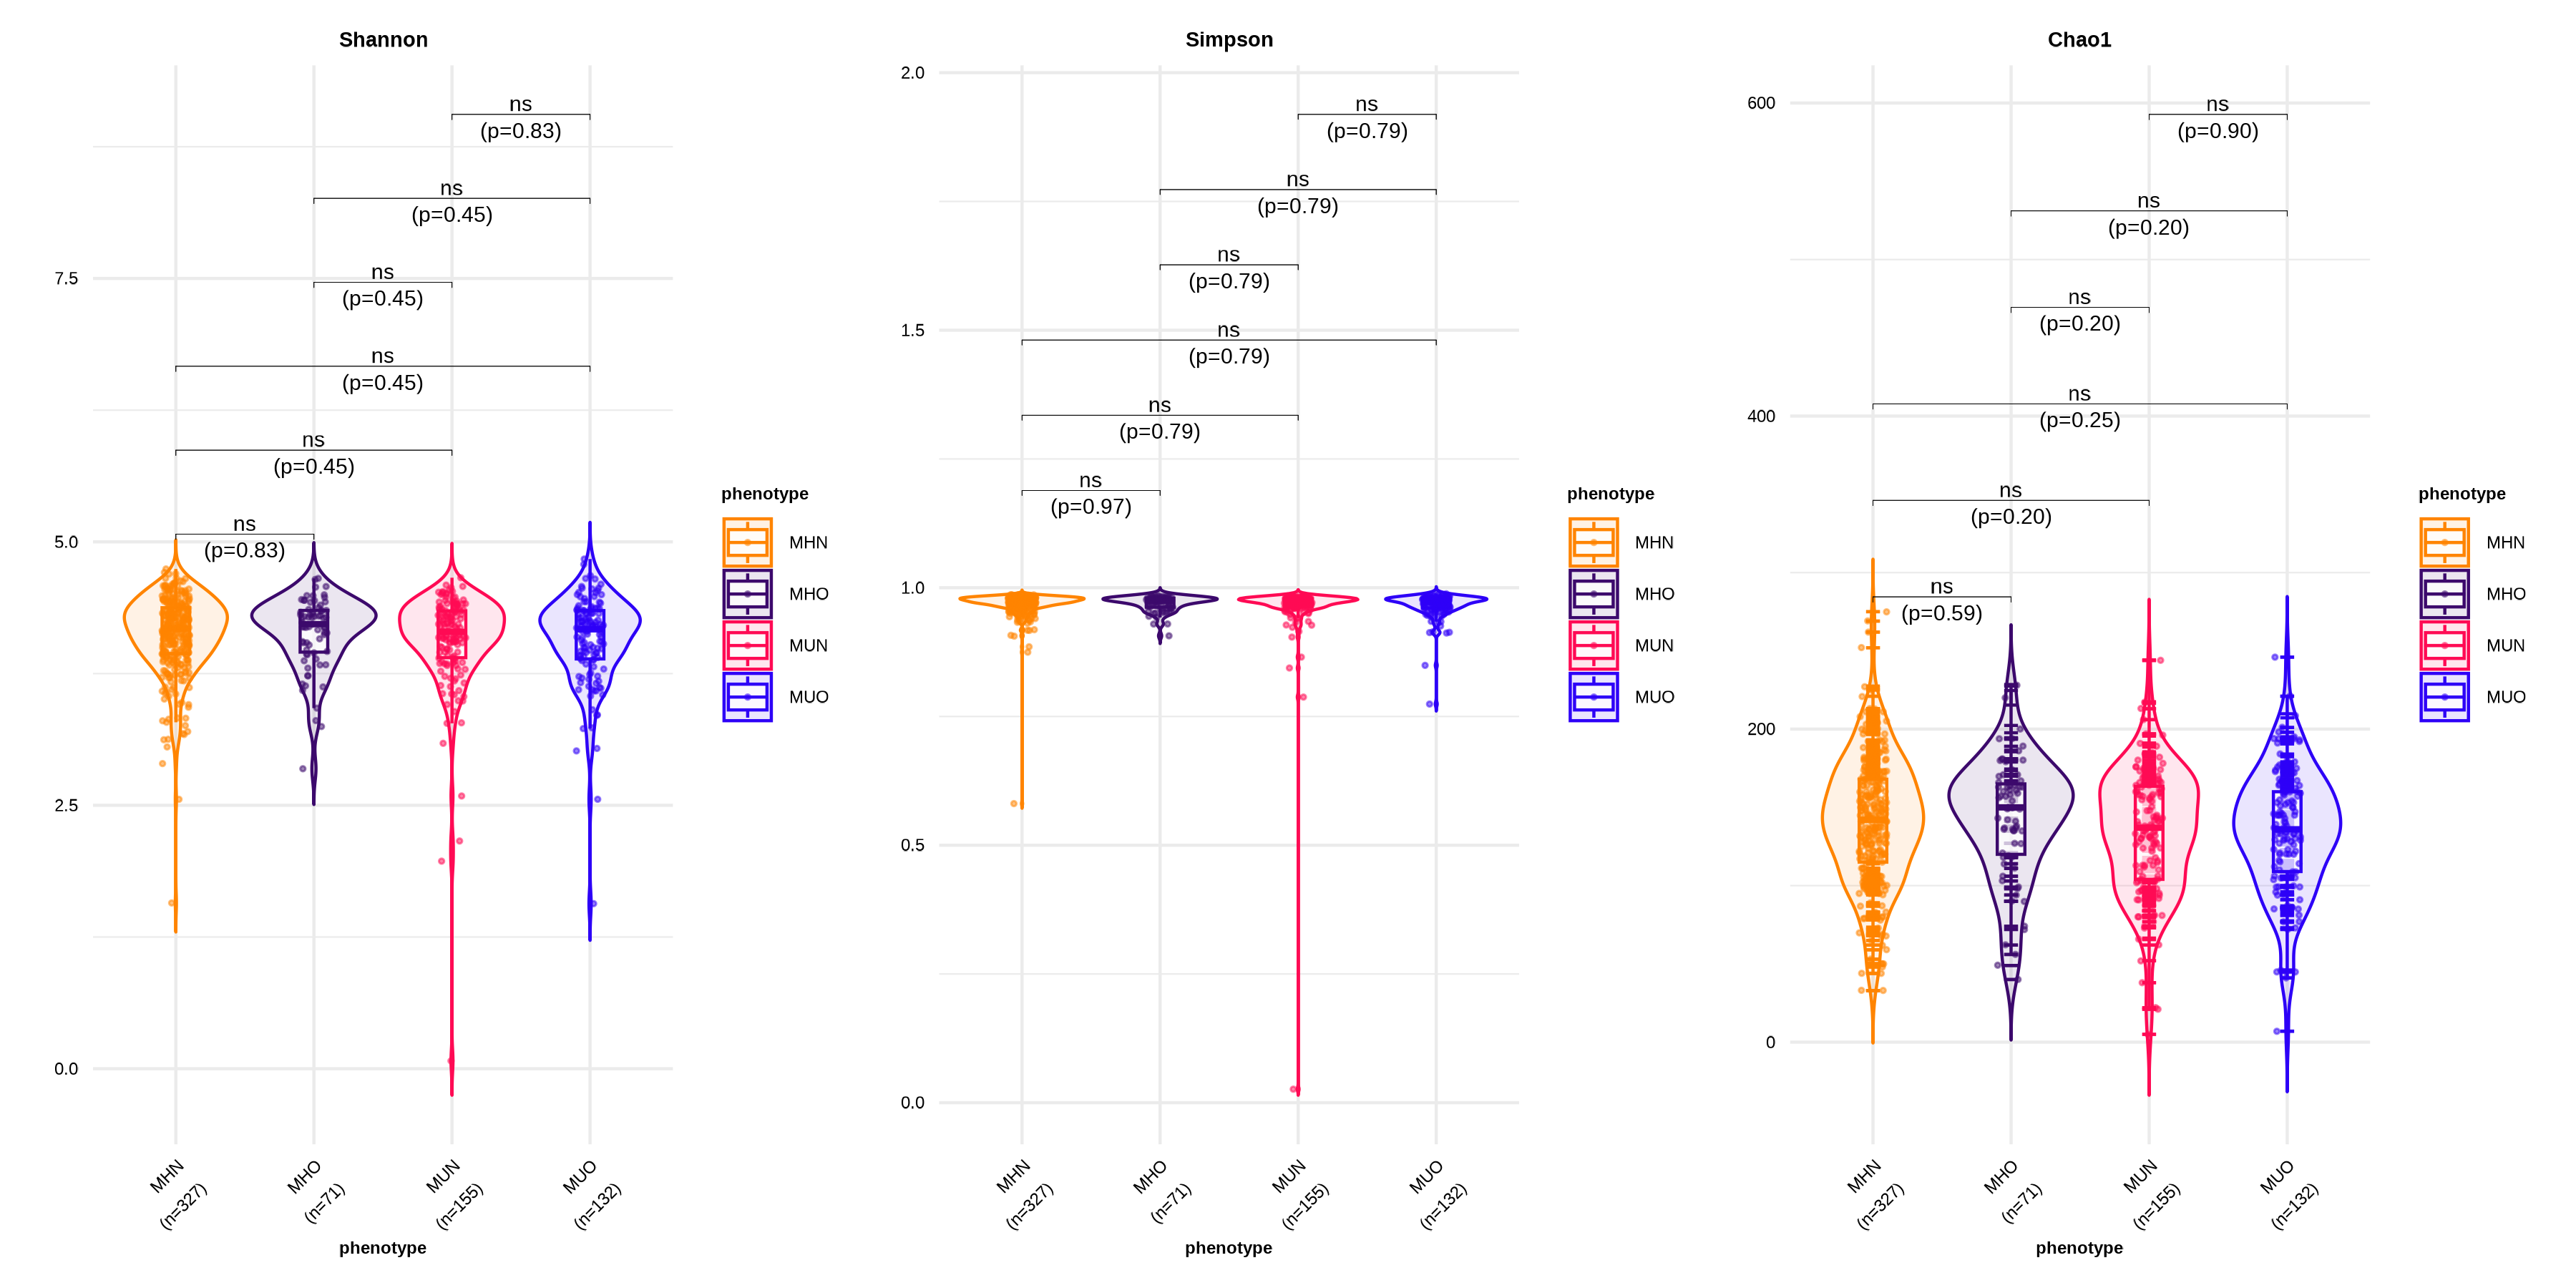 Shannon
ns
(p=0.83)
ns
(p=0.45)
7.5
ns
(p=0.45)
ns
(p=0.45)
ns
(p=0.45)
5.0
ns
(p=0.83)
2.5
0.0
MHN
(n=327)
MHO
(n=71)
MUN
(n=155)
MUO
(n=132)
phenotype
phenotype
MHN
MHO
MUN
MUO
Simpson
2.0
ns
(p=0.79)
ns
(p=0.79)
ns
(p=0.79)
1.5
ns
(p=0.79)
ns
(p=0.79)
ns
(p=0.97)
1.0
0.5
0.0
MHN
(n=327)
MHO
(n=71)
MUN
(n=155)
MUO
(n=132)
phenotype
phenotype
MHN
MHO
MUN
MUO
Chao1
600
ns
(p=0.90)
ns
(p=0.20)
ns
(p=0.20)
400
ns
(p=0.25)
ns
(p=0.20)
ns
(p=0.59)
200
0
MHN
(n=327)
MHO
(n=71)
MUN
(n=155)
MUO
(n=132)
phenotype
phenotype
MHN
MHO
MUN
MUO